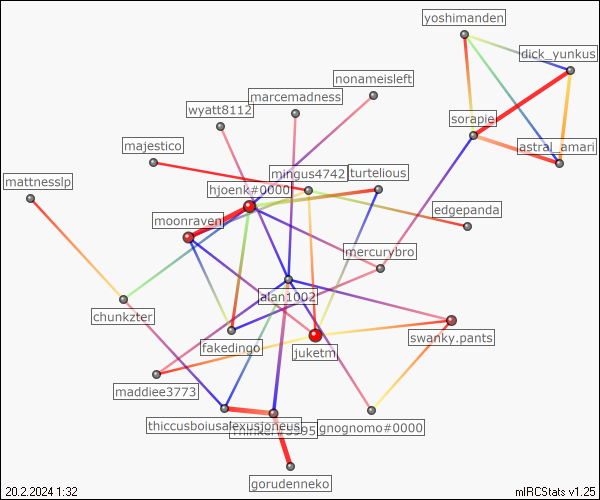 yoshimanden
dick_yunkus
nonameisleft
marcemadness
wyatt8112
sorapie
majestico
astral_amari
mingus4742
turtelious
mattnesslp
hjoenk#0000
moonraven
edgepanda
mercurybro
alan1002
chunkzter
swanky.pants
fakedingo
juketm
maddiee3773
thiccusboiusalexusjoneus
gnognomo#0000
gorudenneko
20.2.2024 1:32
mIRCStats v1.25